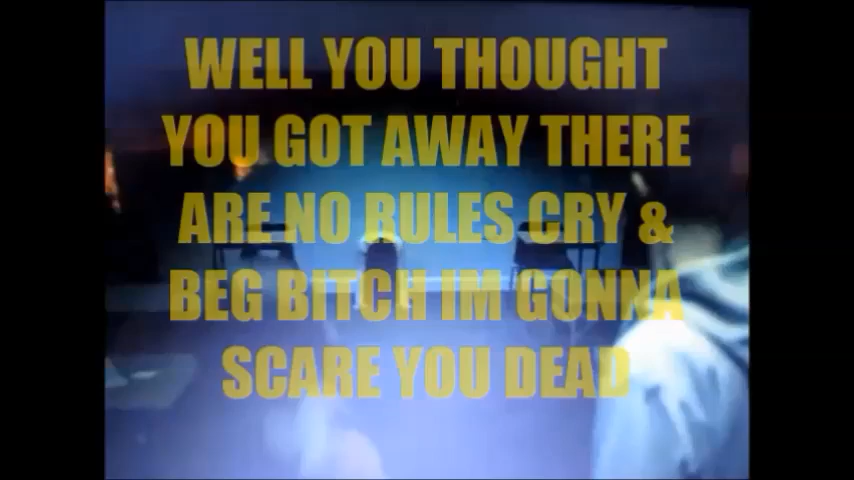 WELL YOU THOUGHT
YOU GOT AWAY THERE
ARE NO RULES CRY &
BEG BITCH IM GONNA
SCARE YOU DEAD